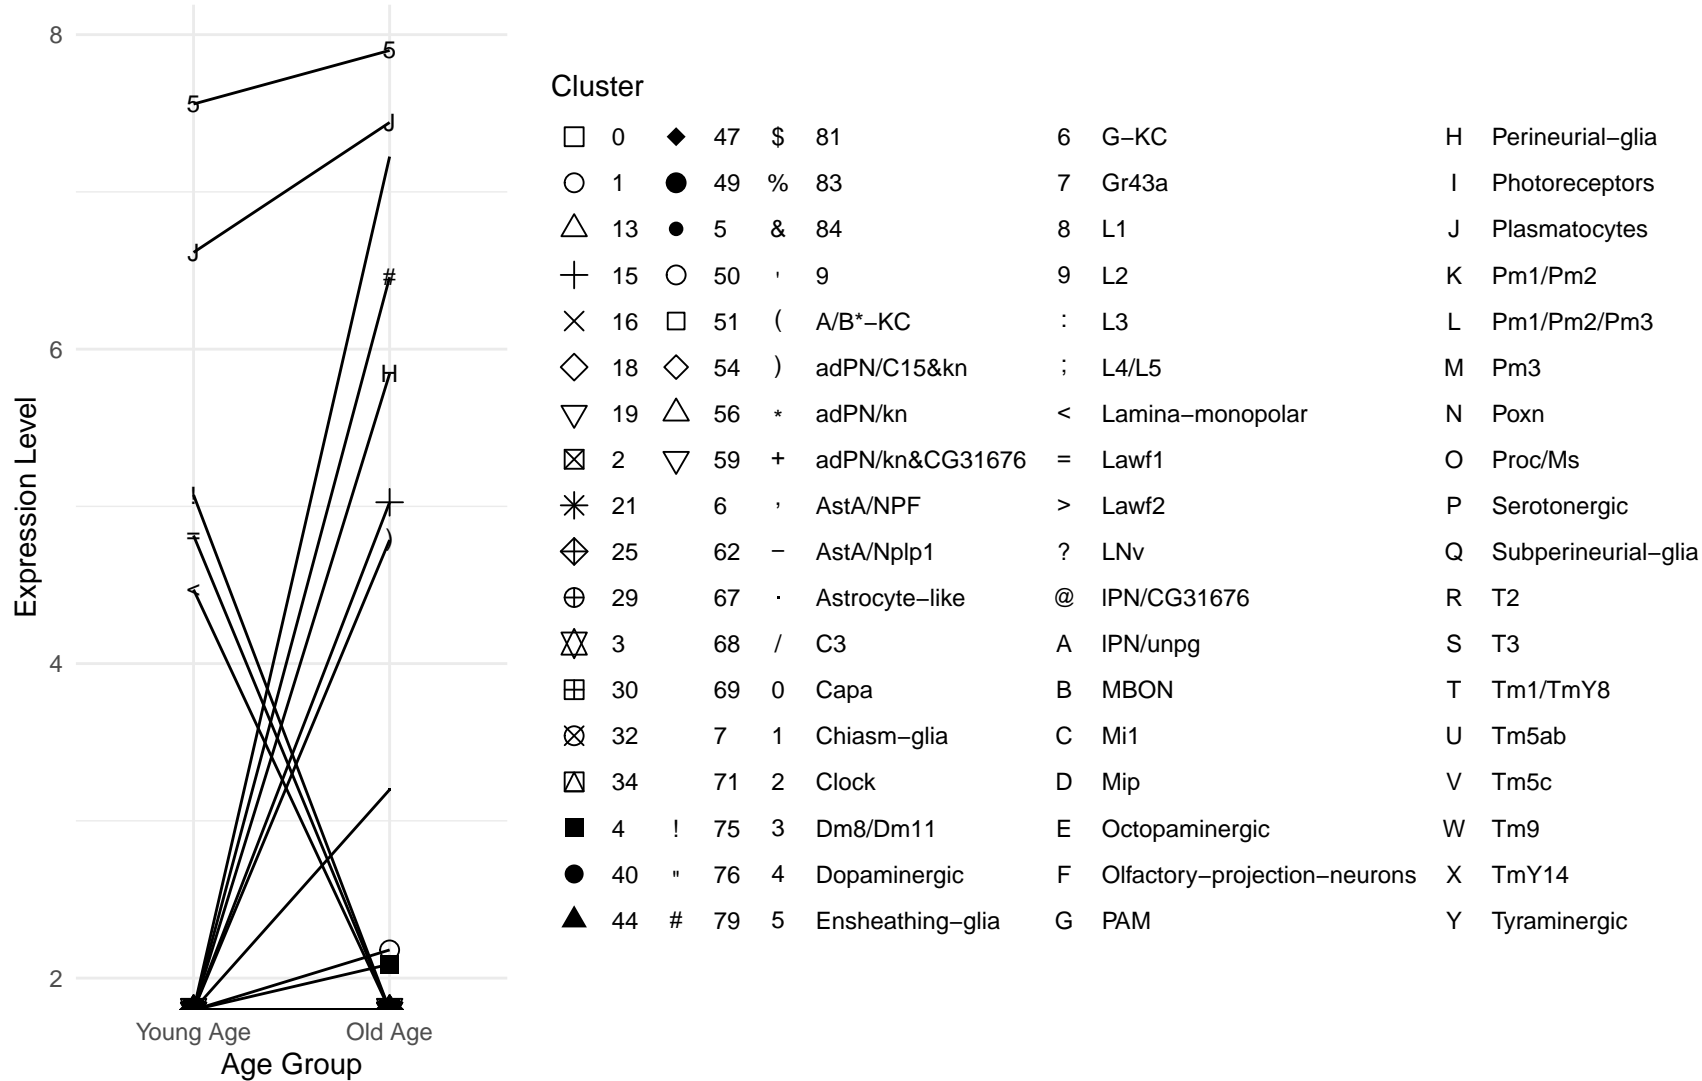 8
6
4
2
Expression Level
Young Age Old Age
Age Group
5 5
J J
#
H
)
!
=
<
Cluster
0 47 $ 81 6 G−KC H Perineurial−glia
1 49 % 83 7 Gr43a I Photoreceptors
13 5 & 84 8 L1 J Plasmatocytes
15 50 ' 9 9 L2 K Pm1/Pm2
16 51 ( A/B*−KC : L3 L Pm1/Pm2/Pm3
18 54 ) adPN/C15&kn ; L4/L5 M Pm3
19 56 * adPN/kn < Lamina−monopolar N Poxn
2 59 + adPN/kn&CG31676 = Lawf1 O Proc/Ms
21 6 , AstA/NPF > Lawf2 P Serotonergic
25 62 − AstA/Nplp1 ? LNv Q Subperineurial−glia
29 67 . Astrocyte−like @ lPN/CG31676 R T2
3 68 / C3 A lPN/unpg S T3
30 69 0 Capa B MBON T Tm1/TmY8
32 7 1 Chiasm−glia C Mi1 U Tm5ab
34 71 2 Clock D Mip V Tm5c
4 ! 75 3 Dm8/Dm11 E Octopaminergic W Tm9
40 " 76 4 Dopaminergic F Olfactory−projection−neurons X TmY14
44 # 79 5 Ensheathing−glia G PAM Y Tyraminergic